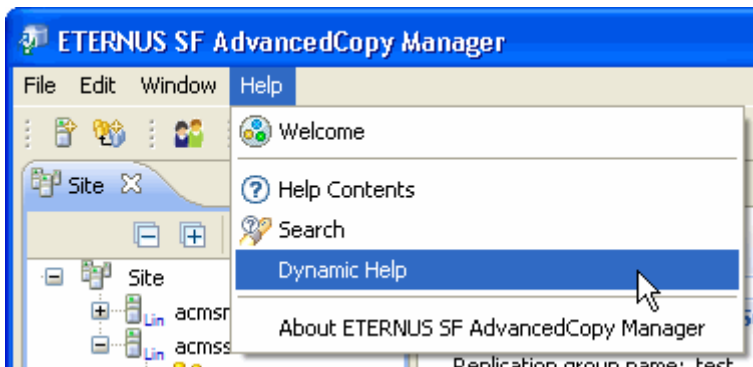 ETERNUS SF AdvancedCopy Manager
File Edit Window Help
Welcome
Site
Help Contents
Search
Dynamic Help
Site
Lin acmsr
About ETERNUS SF AdvancedCopy Manager
Lin acmss
Replication group name: test